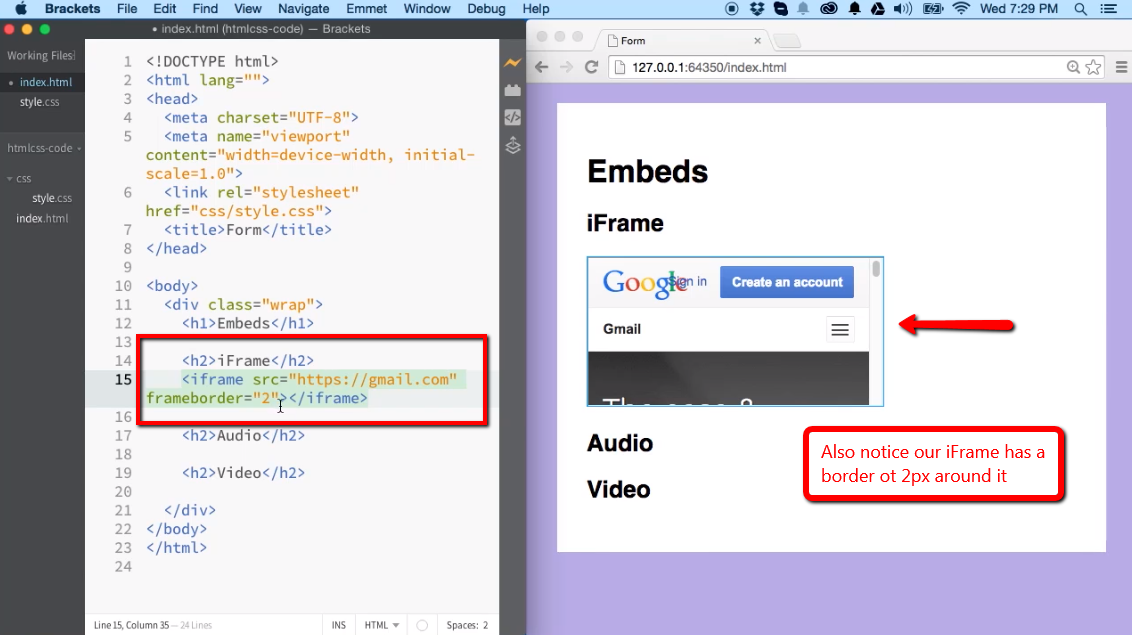 Brackets File Edit Find View Navigate Emmet Window Debug Help Wed 7:29 PM
• index.html (htmlcss-code) — Brackets
Working Files
index.html
style.css
htmlcss-code
css
style.css
index.html
1 <!DOCTYPE html>
2 <html lang="">
3 <head>
4 <meta charset="UTF-8">
5 <meta name="viewport"
content="width=device-width, initial-
scale=1.0">
6 <link rel="stylesheet"
href="css/style.css">
7 <title>Form</title>
8 </head>
9
10 <body>
11 <div class="wrap">
12 <h1>Embeds</h1>
13
14 <h2>iFrame</h2>
15 <iframe src="https://gmail.com"
frameborder="2"></iframe>
16
17 <h2>Audio</h2>
18
19 <h2>Video</h2>
20
21 </div>
22 </body>
23 </html>
24
Line 15, Column 35 — 24 Lines INS HTML Spaces: 2
Form
127.0.0.1:64350/index.html
Embeds
iFrame
Google Sign in Create an account
Gmail
Audio
Video
Also notice our iFrame has a
border ot 2px around it